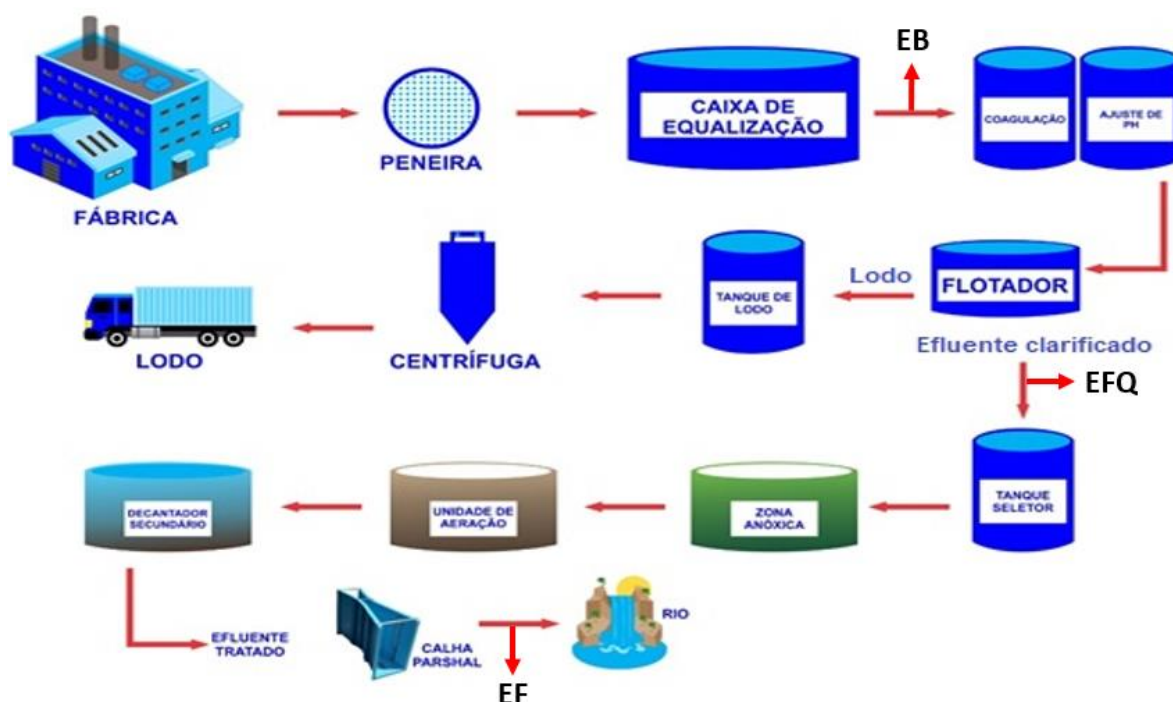 EB
CAIXA DE
EQUALIZAÇÃO
COAGULAÇÃO
AJUSTE DE
PH
PENEIRA
FÁBRICA
Lodo
FLOTADOR
TANQUE DE
LODO
LODO
CENTRÍFUGA
Efluente clarificado
EFQ
DECANTADOR
SECUNDÁRIO
UNIDADE DE
AERAÇÃO
ZONA
ANÓXICA
TANQUE
SELETOR
EFLUENTE
TRATADO
CALHA
PARSHAL
RIO
EF